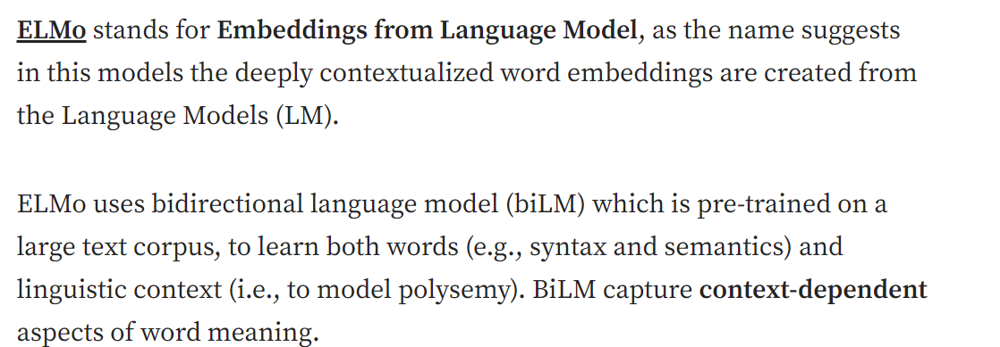 ELMo stands for Embeddings from Language Model, as the name suggests
in this models the deeply contextualized word embeddings are created from
the Language Models (LM).
ELMo uses bidirectional language model (biLM) which is pre-trained on a
large text corpus, to learn both words (e.g., syntax and semantics) and
linguistic context (i.e., to model polysemy). BiLM capture context-dependent
aspects of word meaning.